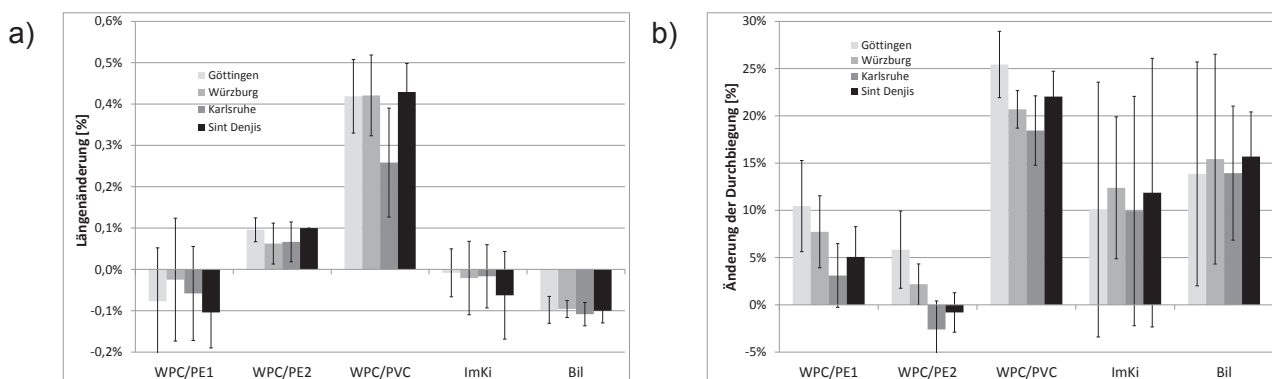 a)
Längenänderung [%]
0,6%
0,5%
0,4%
0,3%
0,2%
0,1%
0,0%
-0,1%
-0,2%
Göttingen
Würzburg
Karlsruhe
Sint Denjis
WPC/PE1 WPC/PE2 WPC/PVC ImKi Bil
b)
Änderung der Durchbiegung [%]
30%
25%
20%
15%
10%
5%
0%
-5%
Göttingen
Würzburg
Karlsruhe
Sint Denjis
WPC/PE1 WPC/PE2 WPC/PVC ImKi Bil